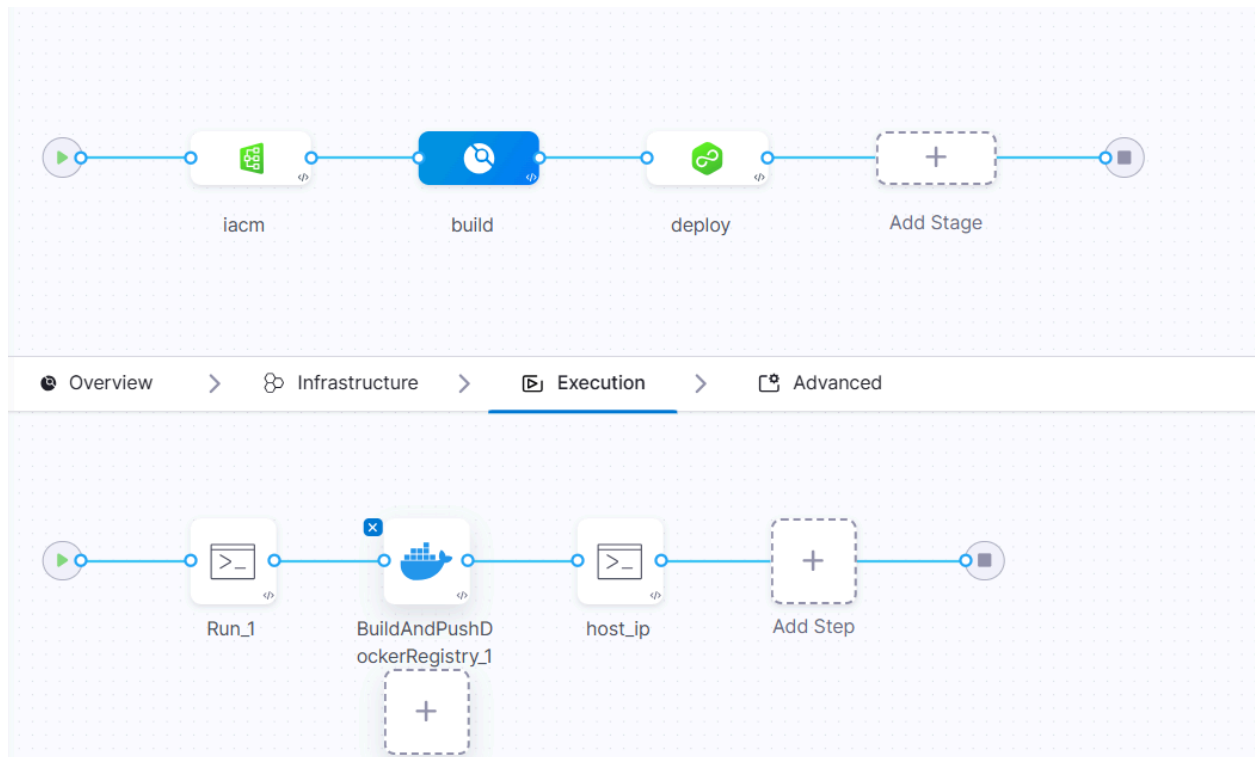 iacm
build
deploy
Add Stage
Overview
Infrastructure
Execution
Advanced
Run_1
BuildAndPushD
ockerRegistry_1
host_ip
Add Step